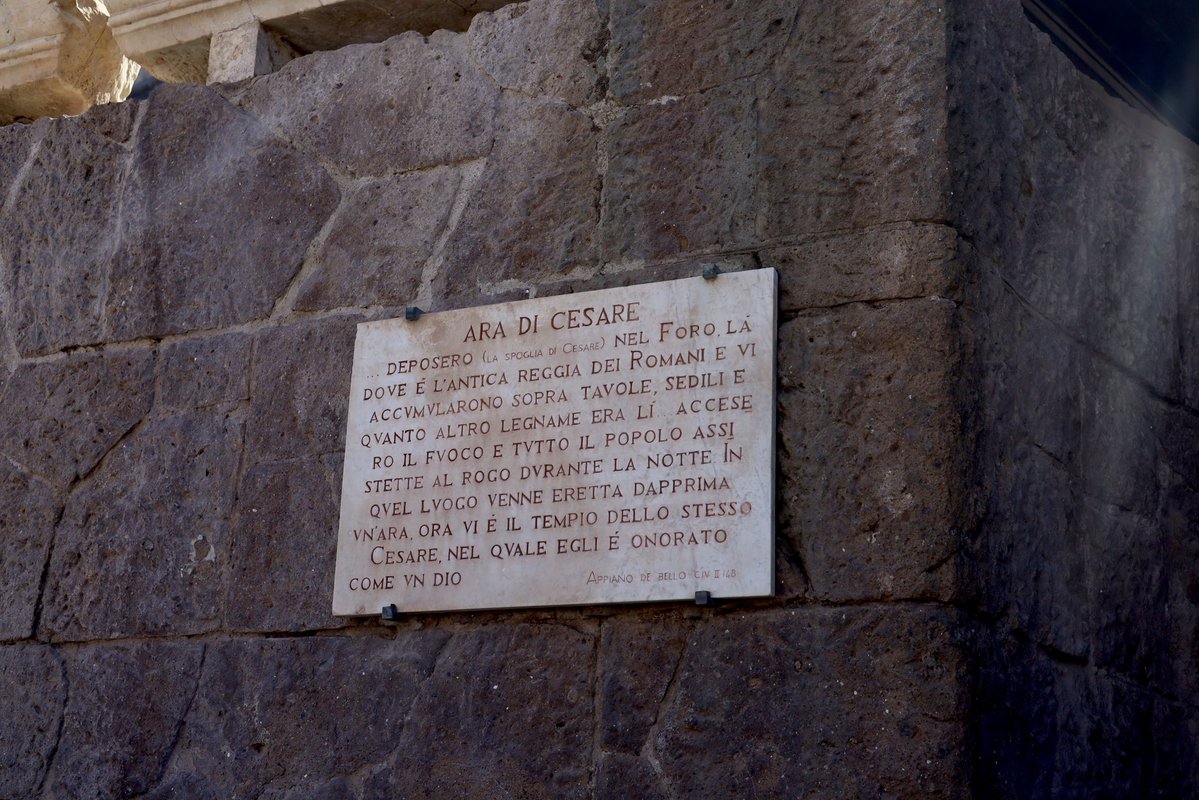 ARA DI CESARE
... DEPOSERO (LA SPOGLIA DI CESARE) NEL FORO, LÁ
DOVE É L'ANTICA REGGIA DEI ROMANI E VI
ACCVMVLARONO SOPRA TAVOLE, SEDILI E
QVANTO ALTRO LEGNAME ERA LÍ... ACCESE
RO IL FVOCO E TVTTO IL POPOLO ASSI
STETTE AL ROGO DVRANTE LA NOTTE IN
QVEL LVOGO VENNE ERETTA DAPPRIMA
VN'ARA, ORA VI É IL TEMPIO DELLO STESSO
CESARE, NEL QVALE EGLI É ONORATO
COME VN DIO
APPIANO DE BELLO CIV II 148